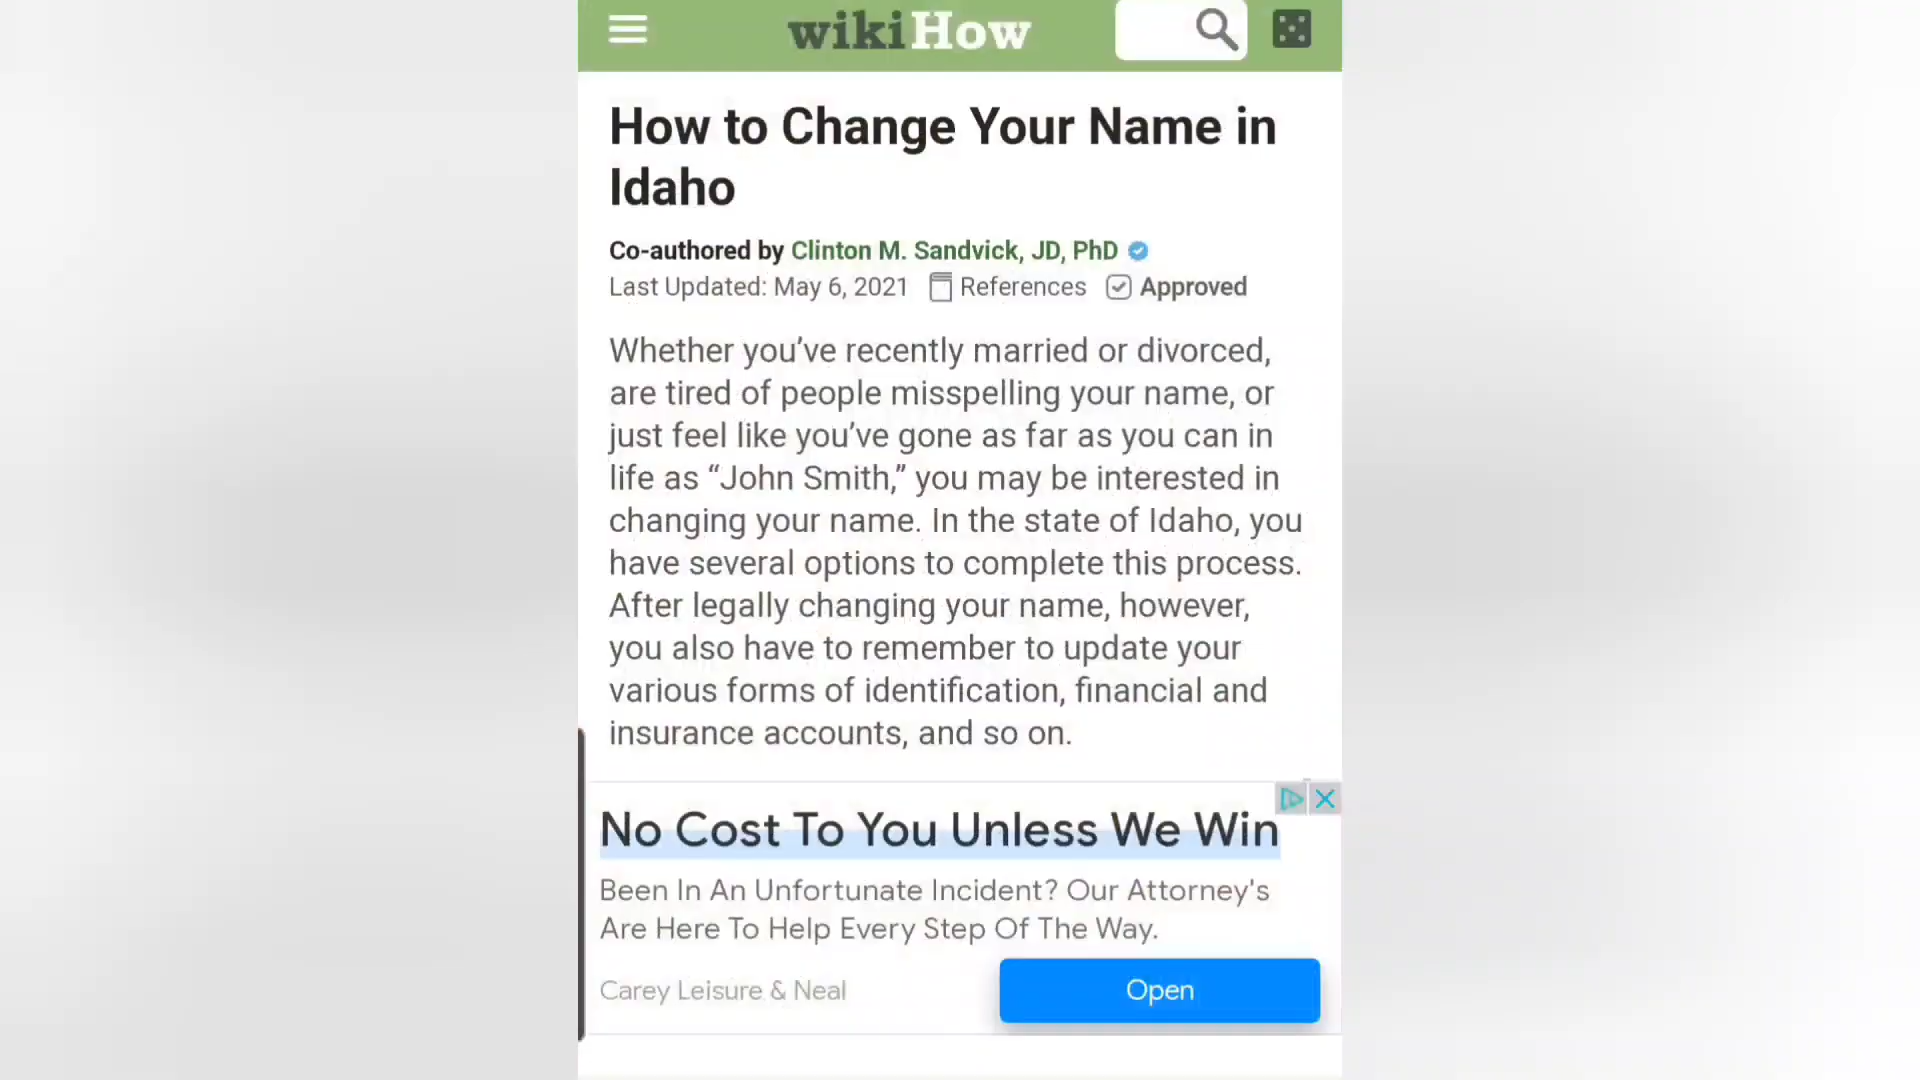 wikiHow
How to Change Your Name in
Idaho
Co-authored by Clinton M. Sandvick, JD, PhD
Last Updated: May 6, 2021 References Approved
Whether you’ve recently married or divorced,
are tired of people misspelling your name, or
just feel like you’ve gone as far as you can in
life as “John Smith,” you may be interested in
changing your name. In the state of Idaho, you
have several options to complete this process.
After legally changing your name, however,
you also have to remember to update your
various forms of identification, financial and
insurance accounts, and so on.
No Cost To You Unless We Win
Been In An Unfortunate Incident? Our Attorney's
Are Here To Help Every Step Of The Way.
Carey Leisure & Neal
Open